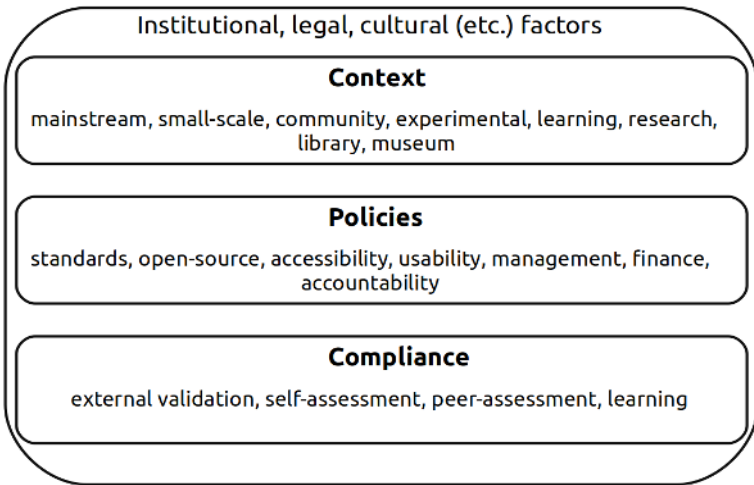 Institutional, legal, cultural (etc.) factors
Context
mainstream, small-scale, community, experimental, learning, research,
library, museum
Policies
standards, open-source, accessibility, usability, management, finance,
accountability
Compliance
external validation, self-assessment, peer-assessment, learning